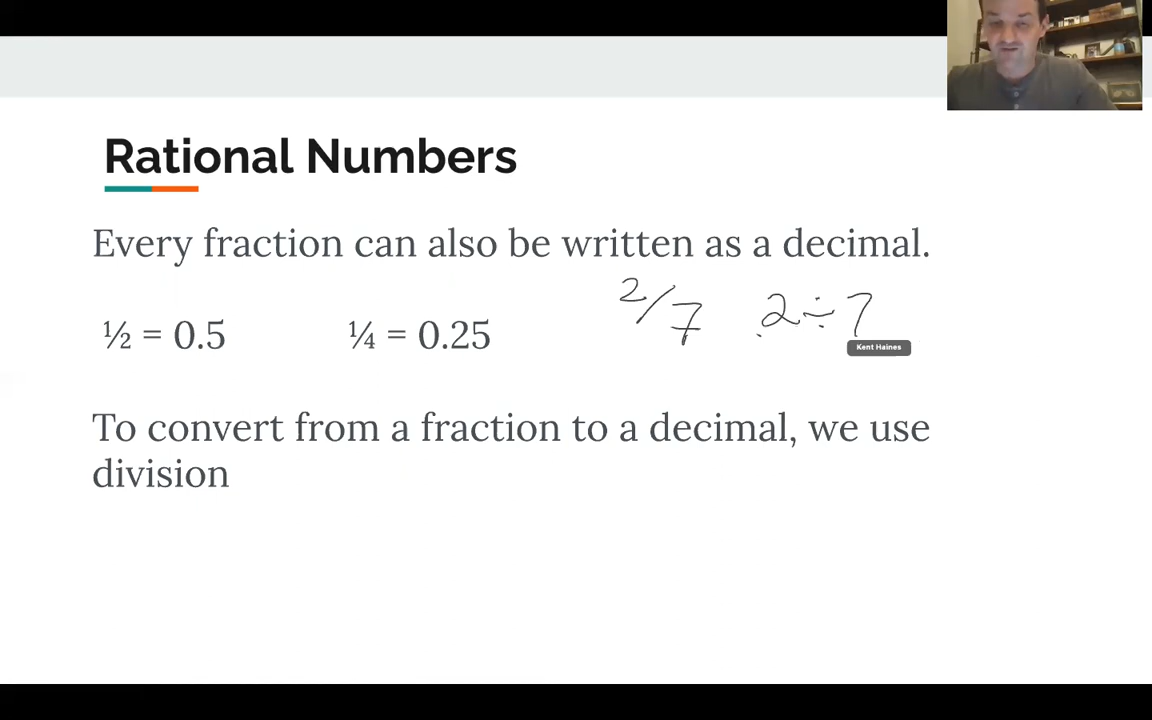 Rational Numbers
Every fraction can also be written as a decimal.
½ = 0.5 ¼ = 0.25 2/7 2÷7
Kent Haines
To convert from a fraction to a decimal, we use
division